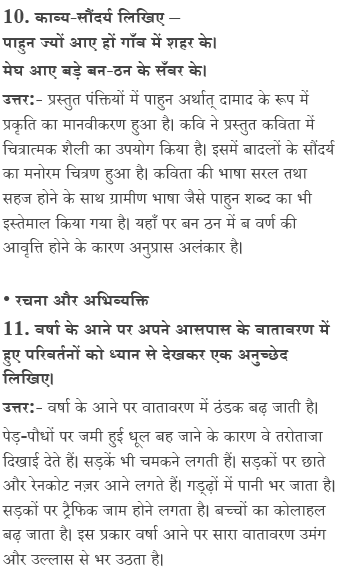 10. काव्य-सौंदर्य लिखिए –
पाहुन ज्यों आए हों गाँब में शहर के।
मेघ आए बड़े बन-ठन के सँबर के।
उत्तर:- प्रस्तुत पंक्तियों में पाहुन अर्थात् दामाद के रूप में
प्रकृति का मानवीकरण हुआ है। कवि ने प्रस्तुत कविता में
चित्रात्मक शैली का उपयोग किया है। इसमें बादलों के सौंदर्य
का मनोरम चित्रण हुआ है। कविता की भाषा सरल तथा
सहज होने के साथ ग्रामीण भाषा जैसे पाहुन शब्द का भी
इस्तेमाल किया गया है। यहाँ पर बन ठन में ब वर्ण की
आवृत्ति होने के कारण अनुप्रास अलंकार है।
• रचना और अभिव्यक्ति
11. वर्षा के आने पर अपने आसपास के वातावरण में
हुए परिवर्तनों को ध्यान से देखकर एक अनुच्छेद
लिखिए।
उत्तर:- वर्षा के आने पर वातावरण में ठंडक बढ़ जाती है।
पेड़-पौधों पर जमी हुई धूल बह जाने के कारण वे तरोताजा
दिखाई देते हैं। सड़कें भी चमकने लगती हैं। सड़कों पर छाते
और रेनकोट नज़र आने लगते हैं। गड्ढ़ों में पानी भर जाता है।
सड़कों पर ट्रैफिक जाम होने लगता है। बच्चों का कोलाहल
बढ़ जाता है। इस प्रकार वर्षा आने पर सारा वातावरण उमंग
और उल्लास से भर उठता है।